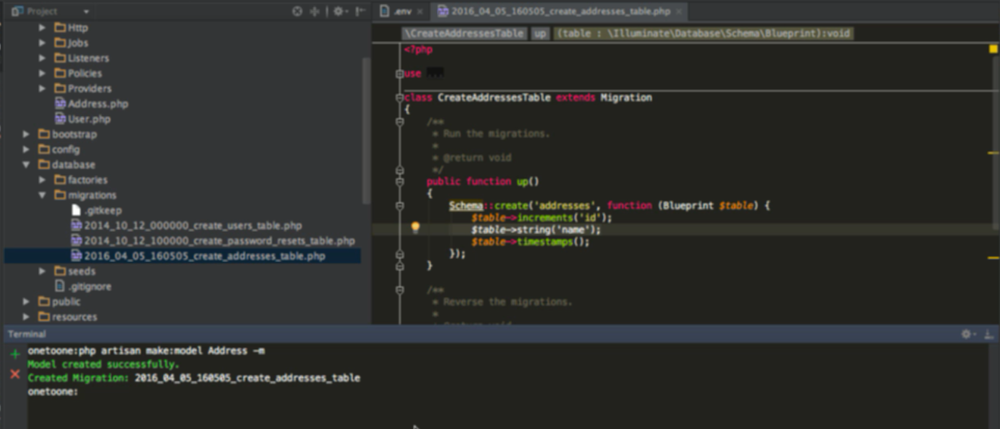 Project
Http
Jobs
Listeners
Policies
Providers
Address.php
User.php
bootstrap
config
database
factories
migrations
.gitkeep
2014_10_12_000000_create_users_table.php
2014_10_12_100000_create_password_resets_table.php
2016_04_05_160505_create_addresses_table.php
seeds
.gitignore
public
resources
.env
2016_04_05_160505_create_addresses_table.php
\CreateAddressesTable up (table : \Illuminate\Database\Schema\Blueprint):void
<?php
use ...
class CreateAddressesTable extends Migration
{
/**
* Run the migrations.
*
* @return void
*/
public function up()
{
Schema::create('addresses', function (Blueprint $table) {
$table->increments('id');
$table->string('name');
$table->timestamps();
});
}
/**
* Reverse the migrations.
*
Terminal
onetoone:php artisan make:model Address -m
Model created successfully.
Created Migration: 2016_04_05_160505_create_addresses_table
onetoone: